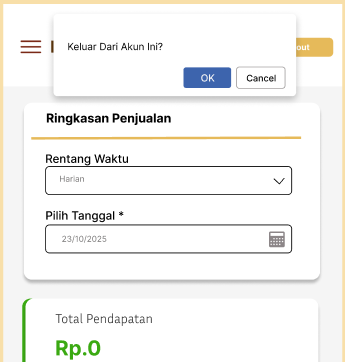 Keluar Dari Akun Ini?
out
OK
Cancel
Ringkasan Penjualan
Rentang Waktu
Harian
Pilih Tanggal *
23/10/2025
Total Pendapatan
Rp.0